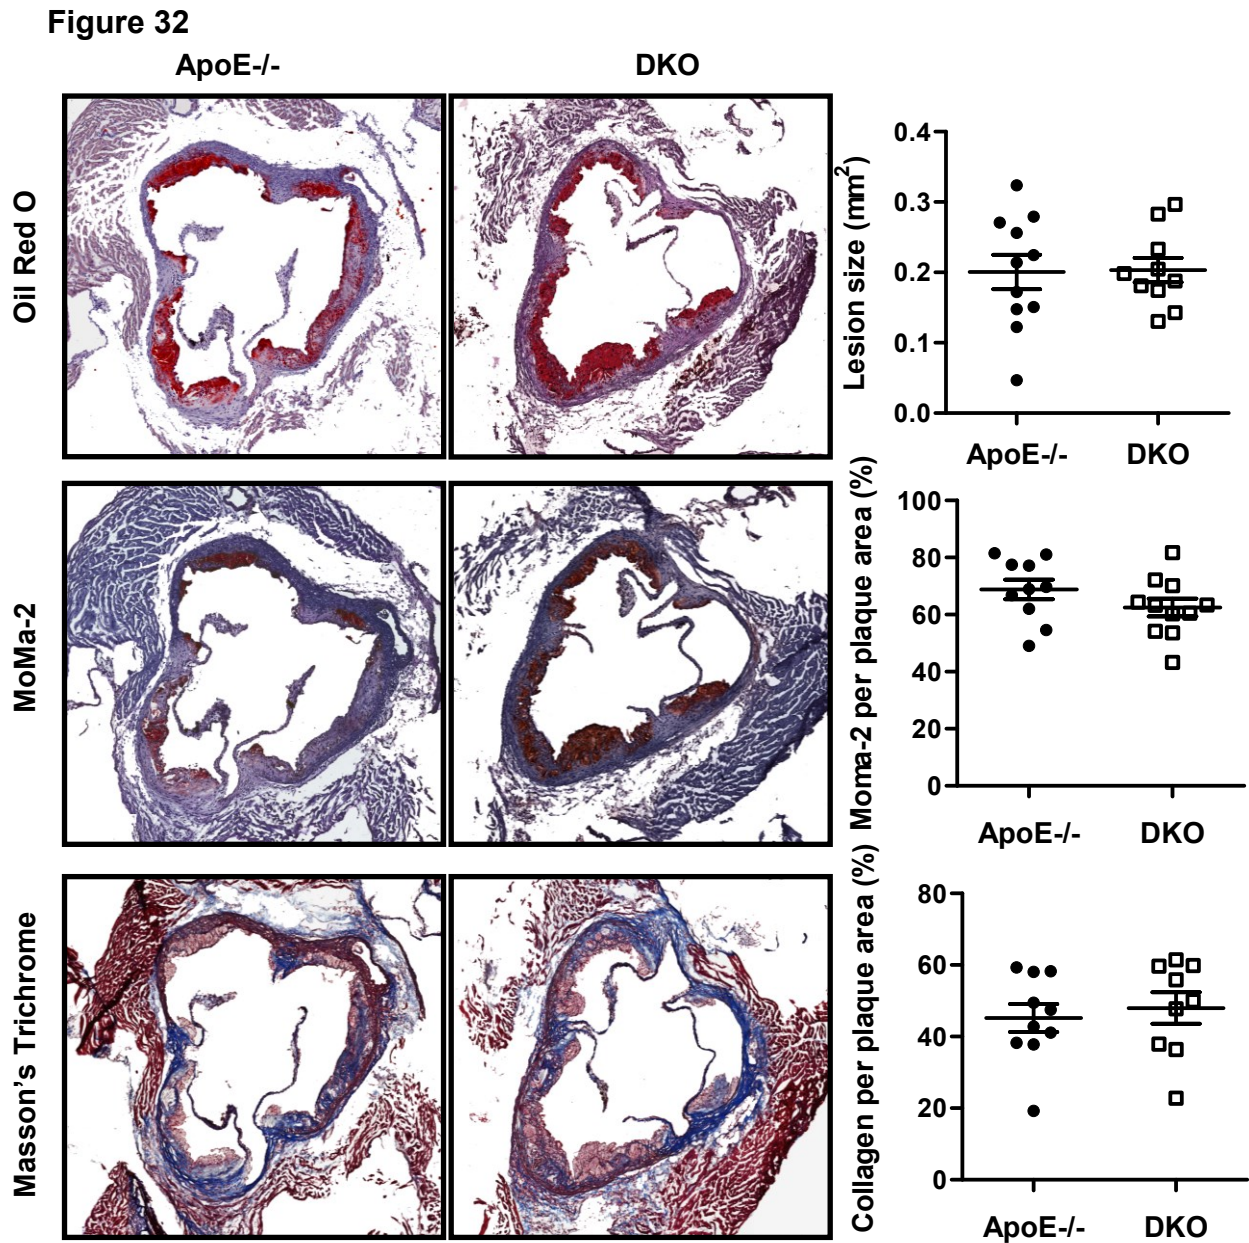 Figure 32
ApoE-/-
DKO
Oil Red O
Lesion size (mm2)
0.4
0.3
0.2
0.1
0.0
ApoE-/-
DKO
MoMa-2
Moma-2 per plaque area (%)
100
80
60
40
20
0
ApoE-/-
DKO
Masson's Trichrome
Collagen per plaque area (%)
80
60
40
20
0
ApoE-/-
DKO